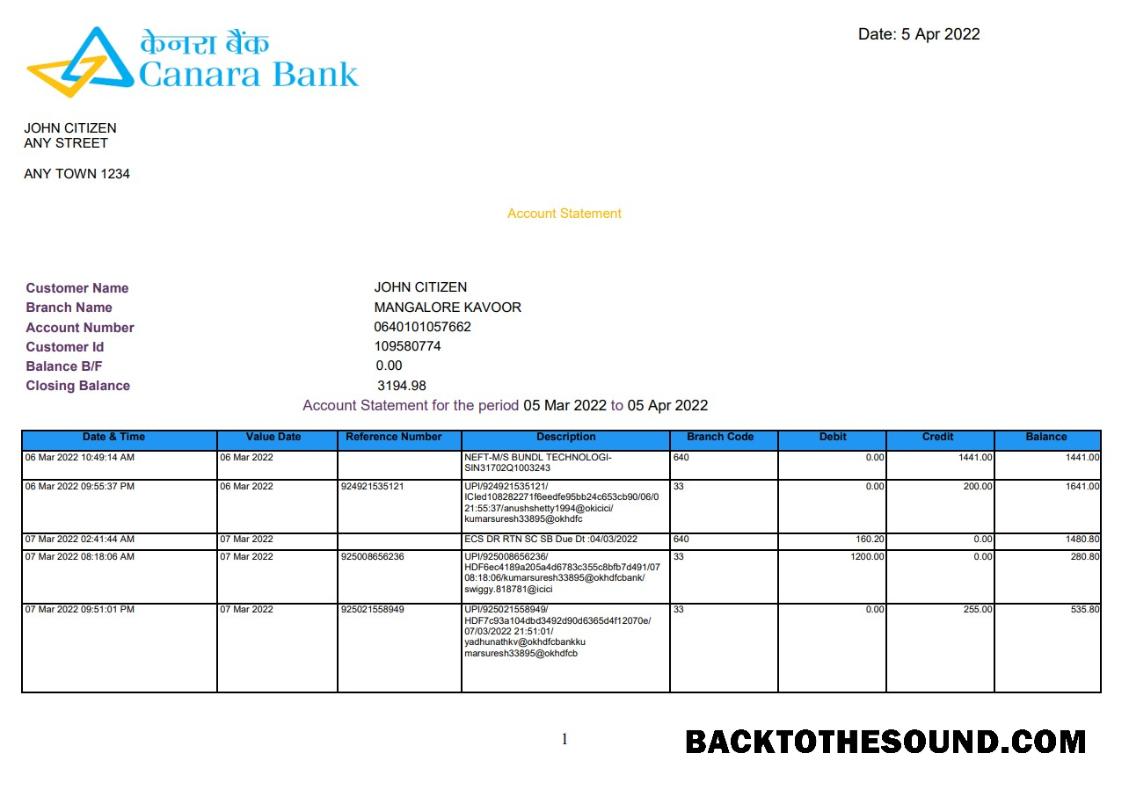 केनरा बैंक
Canara Bank
Date: 5 Apr 2022
JOHN CITIZEN
ANY STREET
ANY TOWN 1234
Account Statement
Customer Name JOHN CITIZEN
Branch Name MANGALORE KAVOOR
Account Number 0640101057662
Customer Id 109580774
Balance B/F 0.00
Closing Balance 3194.98
Account Statement for the period 05 Mar 2022 to 05 Apr 2022
Date & Time Value Date Reference Number Description Branch Code Debit Credit Balance
06 Mar 2022 10:49:14 AM 06 Mar 2022 NEFT-M/S BUNDL TECHNOLOGI- 640 0.00 1441.00 1441.00
SIN31702Q1003243
06 Mar 2022 09:55:37 PM 06 Mar 2022 924921535121 UPI/924921535121/ 33 0.00 200.00 1641.00
ICIed108282271f6eedfe95bb24c653cb90/06/0
21:55:37/anushshetty1994@okicici/
kumarsuresh33895@okhdfc
07 Mar 2022 02:41:44 AM 07 Mar 2022 ECS DR RTN SC SB Due Dt :04/03/2022 640 160.20 0.00 1480.80
07 Mar 2022 08:18:06 AM 07 Mar 2022 925008656236 UPI/925008656236/ 33 1200.00 0.00 280.80
HDF6ec4189a205a4d6783c355c8bfb7d491/07
08:18:06/kumarsuresh33895@okhdfcbank/
swiggy.818781@icici
07 Mar 2022 09:51:01 PM 07 Mar 2022 925021558949 UPI/925021558949/ 33 0.00 255.00 535.80
HDF7c93a104dbd3492d90d6365d4f12070e/
07/03/2022 21:51:01/
yadhunathkv@okhdfcbankku
marsuresh33895@okhdfcb
1
BACKTOTHESOUND.COM